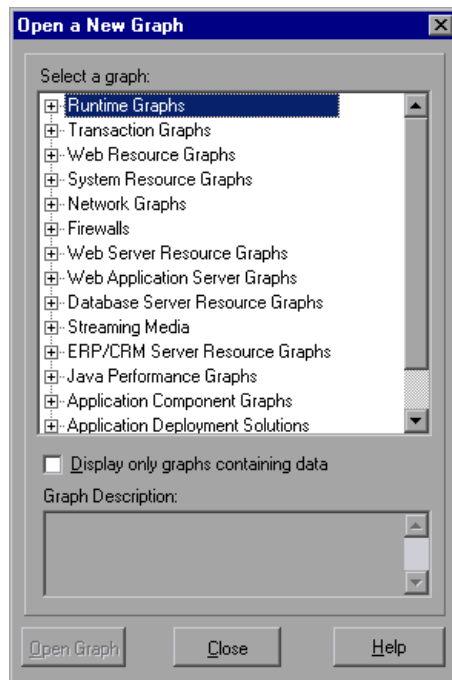 Open a New Graph
Select a graph:
Runtime Graphs
Transaction Graphs
Web Resource Graphs
System Resource Graphs
Network Graphs
Firewalls
Web Server Resource Graphs
Web Application Server Graphs
Database Server Resource Graphs
Streaming Media
ERP/CRM Server Resource Graphs
Java Performance Graphs
Application Component Graphs
Application Deployment Solutions
Display only graphs containing data
Graph Description:
Open Graph Close Help